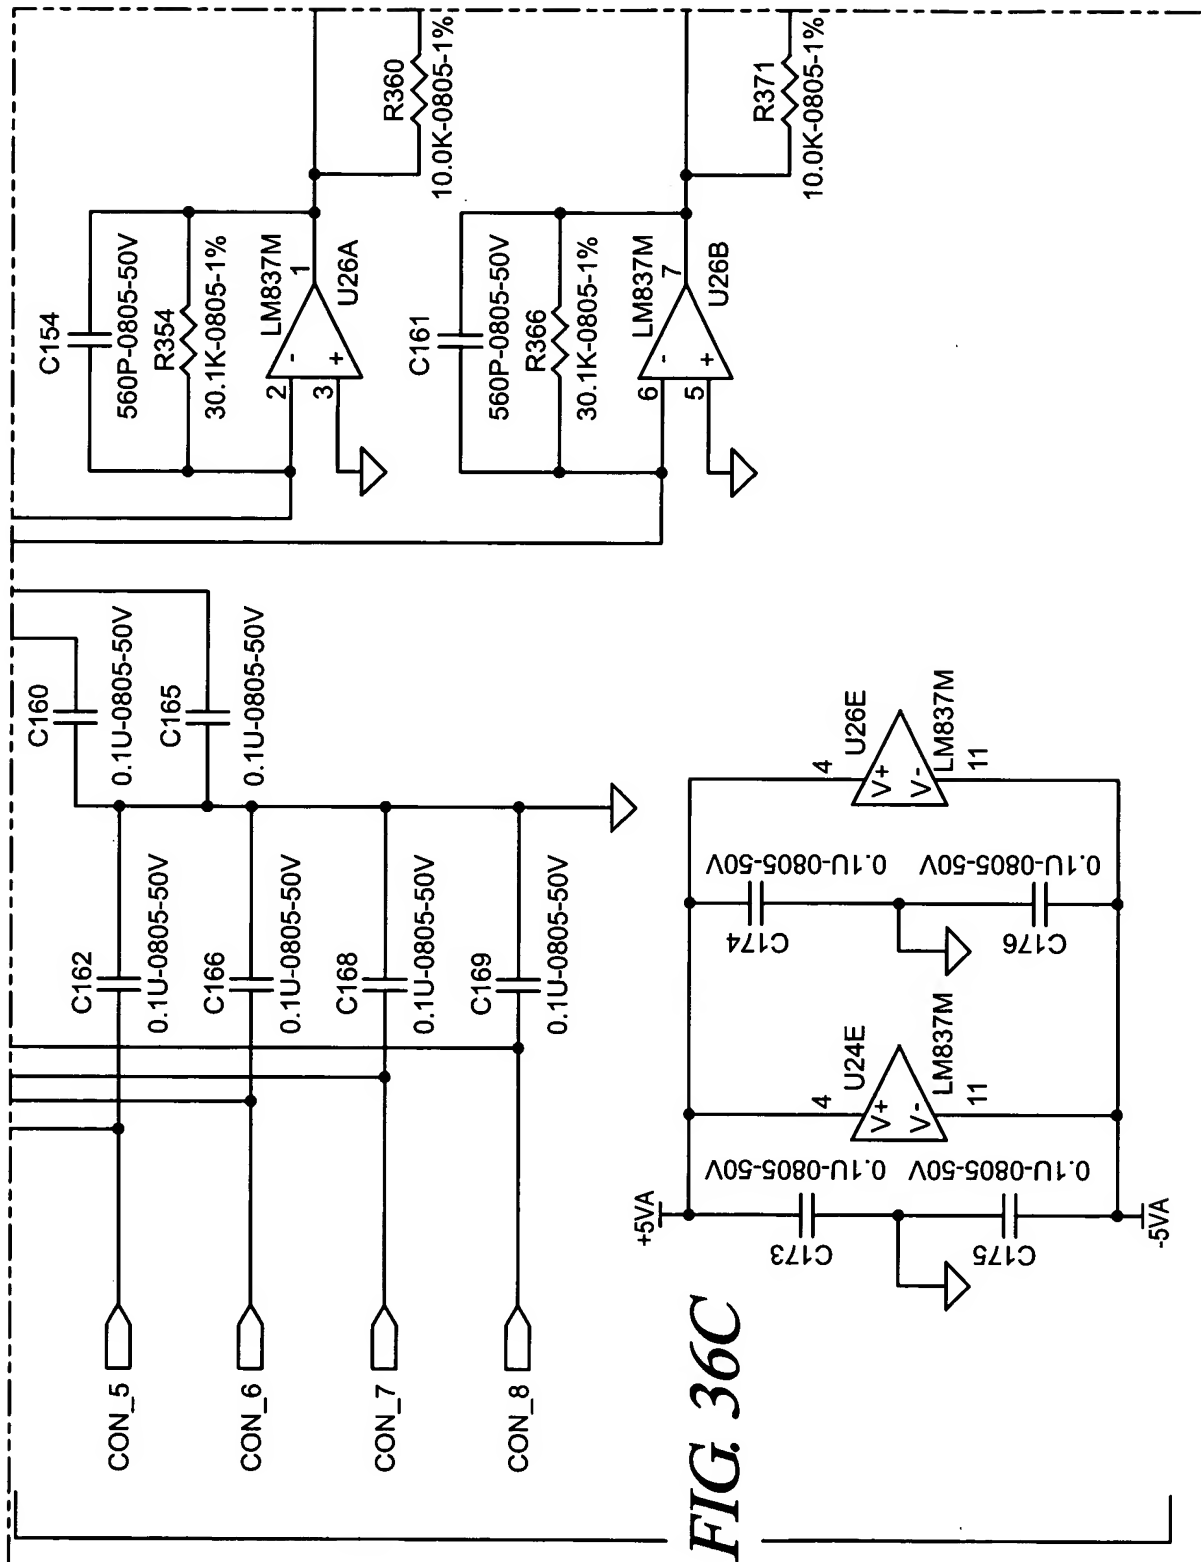 R360
10.0K-0805-1%
C154
560P-0805-50V
R354
30.1K-0805-1%
LM837M
U26A
2
3
1
-
+
R371
10.0K-0805-1%
C161
560P-0805-50V
R366
30.1K-0805-1%
LM837M
U26B
6
5
7
-
+
C160
0.1U-0805-50V
C165
0.1U-0805-50V
C162
0.1U-0805-50V
C166
0.1U-0805-50V
C168
0.1U-0805-50V
C169
0.1U-0805-50V
CON_5
CON_6
CON_7
CON_8
+5VA
-5VA
C173
0.1U-0805-50V
C175
0.1U-0805-50V
4
U24E
V+
V-
LM837M
11
C174
0.1U-0805-50V
C176
0.1U-0805-50V
4
U26E
V+
V-
LM837M
11
FIG. 36C